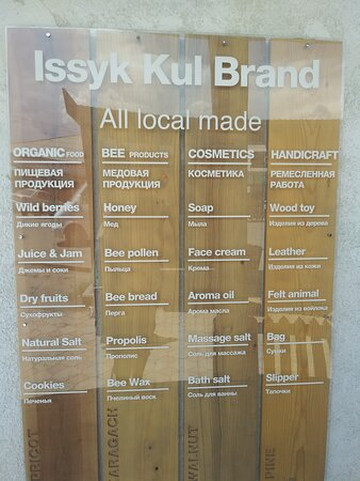 Issyk Kul Brand
All local made
ORGANIC FOOD
ПИЩЕВАЯ
ПРОДУКЦИЯ
Wild berries
Дикие ягоды
Juice & Jam
Джемы и соки
Dry fruits
Сухофрукты
Natural Salt
Натуральная соль
Cookies
Печенья
BEE PRODUCTS
МЕДОВАЯ
ПРОДУКЦИЯ
Honey
Мед
Bee pollen
Пыльца
Bee bread
Перга
Propolis
Прополис
Bee Wax
Пчелиный воск
COSMETICS
КОСМЕТИКА
Soap
Мыла
Face cream
Крема
Aroma oil
Арома масла
Massage salt
Соль для массажа
Bath salt
Соль для ванны
HANDICRAFT
РЕМЕСЛЕННАЯ
РАБОТА
Wood toy
Изделия из дерева
Leather
Изделия из кожи
Felt animal
Изделия из войлока
Bag
Сумки
Slipper
Тапочки
PRICOT
ARAGACH
WALNUT
PINE